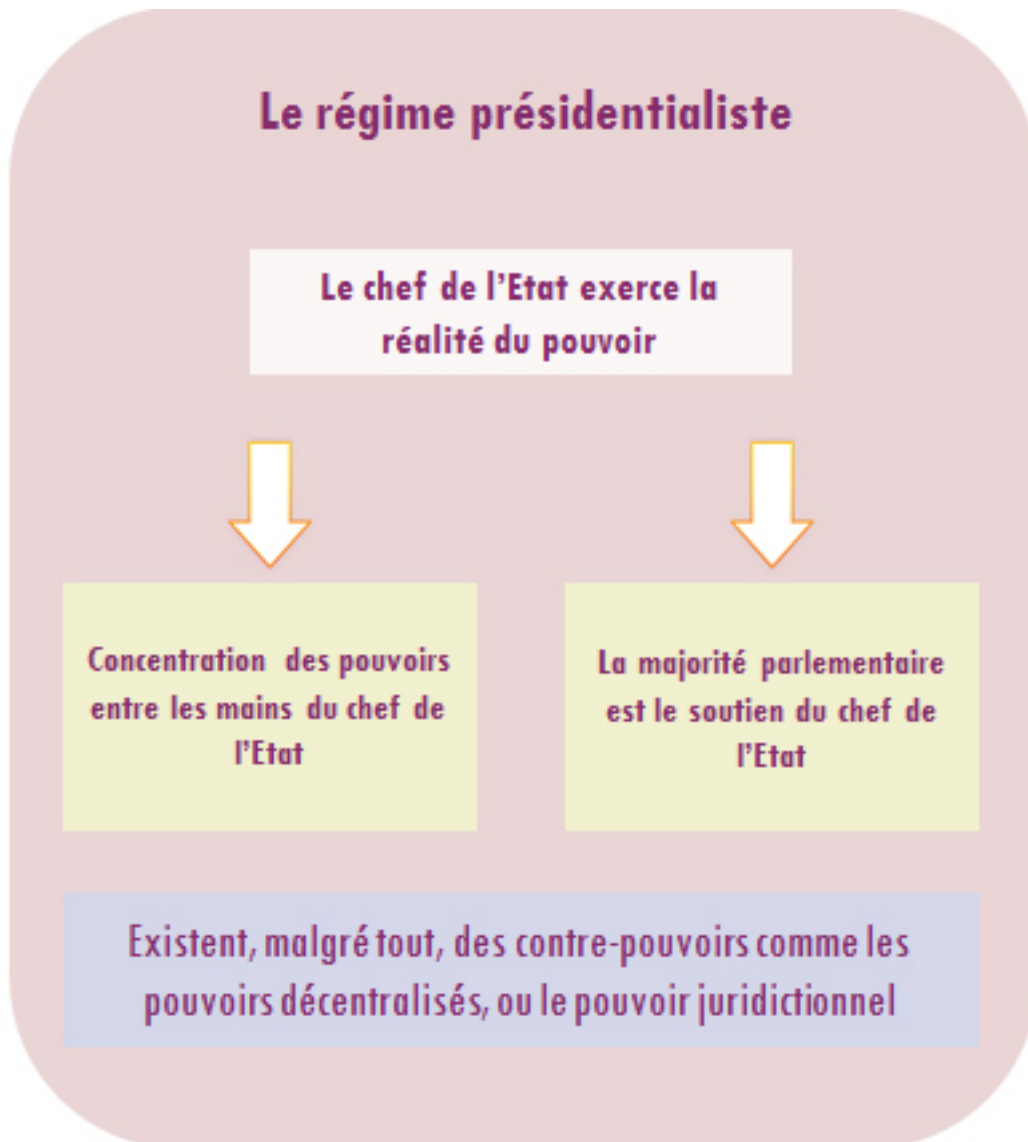 Le régime présidentialiste
Le chef de l'Etat exerce la
réalité du pouvoir
Concentration des pouvoirs
entre les mains du chef de
l'Etat
La majorité parlementaire
est le soutien du chef de
l'Etat
Existent, malgré tout, des contre-pouvoirs comme les
pouvoirs décentralisés, ou le pouvoir juridictionnel